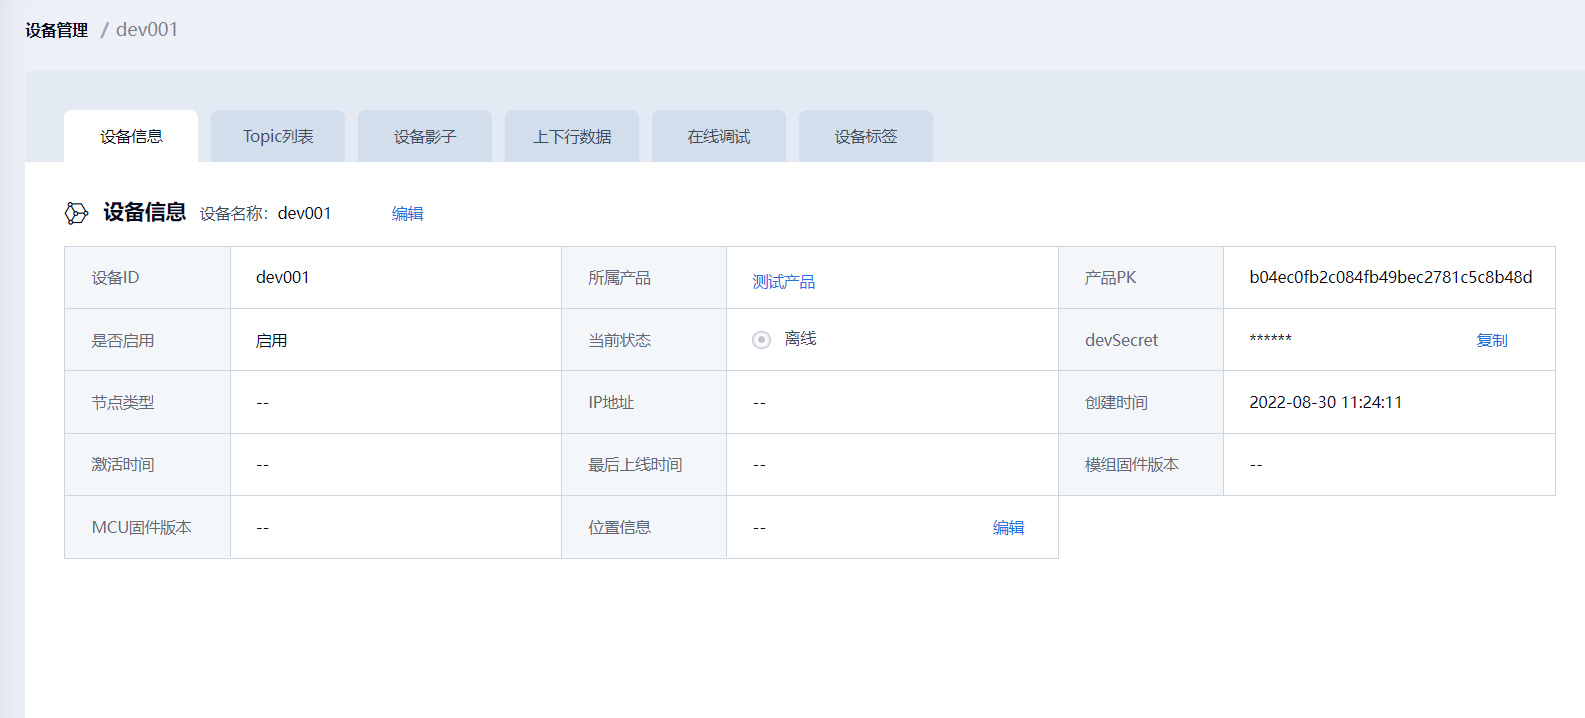 设备管理 / dev001
设备信息 Topic列表 设备影子 上下行数据 在线调试 设备标签
设备信息 设备名称: dev001 编辑
设备ID dev001 所属产品 测试产品 产品PK b04ec0fb2c084fb49bec2781c5c8b48d
是否启用 启用 当前状态 离线 devSecret ****** 复制
节点类型 -- IP地址 -- 创建时间 2022-08-30 11:24:11
激活时间 -- 最后上线时间 -- 模组固件版本 --
MCU固件版本 -- 位置信息 -- 编辑